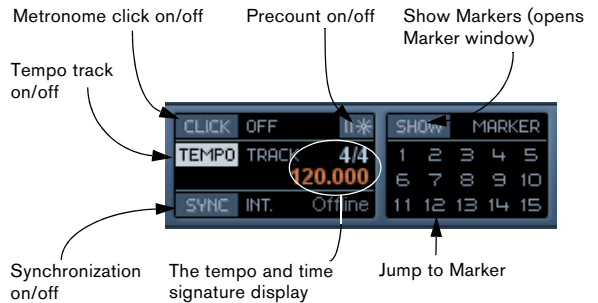 Metronome click on/off
Precount on/off
Show Markers (opens
Marker window)
Tempo track
on/off
CLICK OFF
SHOW MARKER
TEMPO TRACK 4/4
120.000
1 2 3 4 5
6 7 8 9 10
SYNC INT. Offline
11 12 13 14 15
Synchronization
on/off
The tempo and time
signature display
Jump to Marker